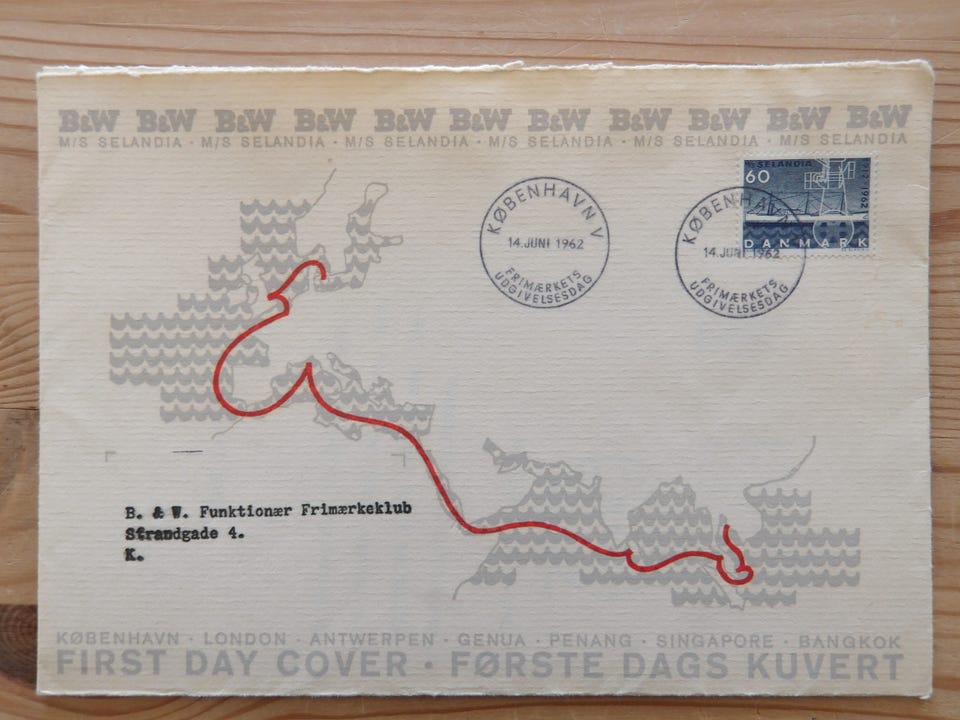 B&W B&W B&W B&W B&W B&W B&W B&W B&W B&W B&W
M/S SELANDIA · M/S SELANDIA · M/S SELANDIA · M/S SELANDIA · M/S SELANDIA · M/S SELANDIA
M/S SELANDIA
60
1912 · 1962
DANMARK
KØBENHAVN V
14.JUNI 1962
FRIMÆRKETS
UDGIVELSESDAG
KØBENHAVN V
14.JUNI 1962
FRIMÆRKETS
UDGIVELSESDAG
B. & W. Funktionær Frimærkeklub
Strandgade 4.
K.
KØBENHAVN · LONDON · ANTWERPEN · GENUA · PENANG · SINGAPORE · BANGKOK
FIRST DAY COVER · FØRSTE DAGS KUVERT